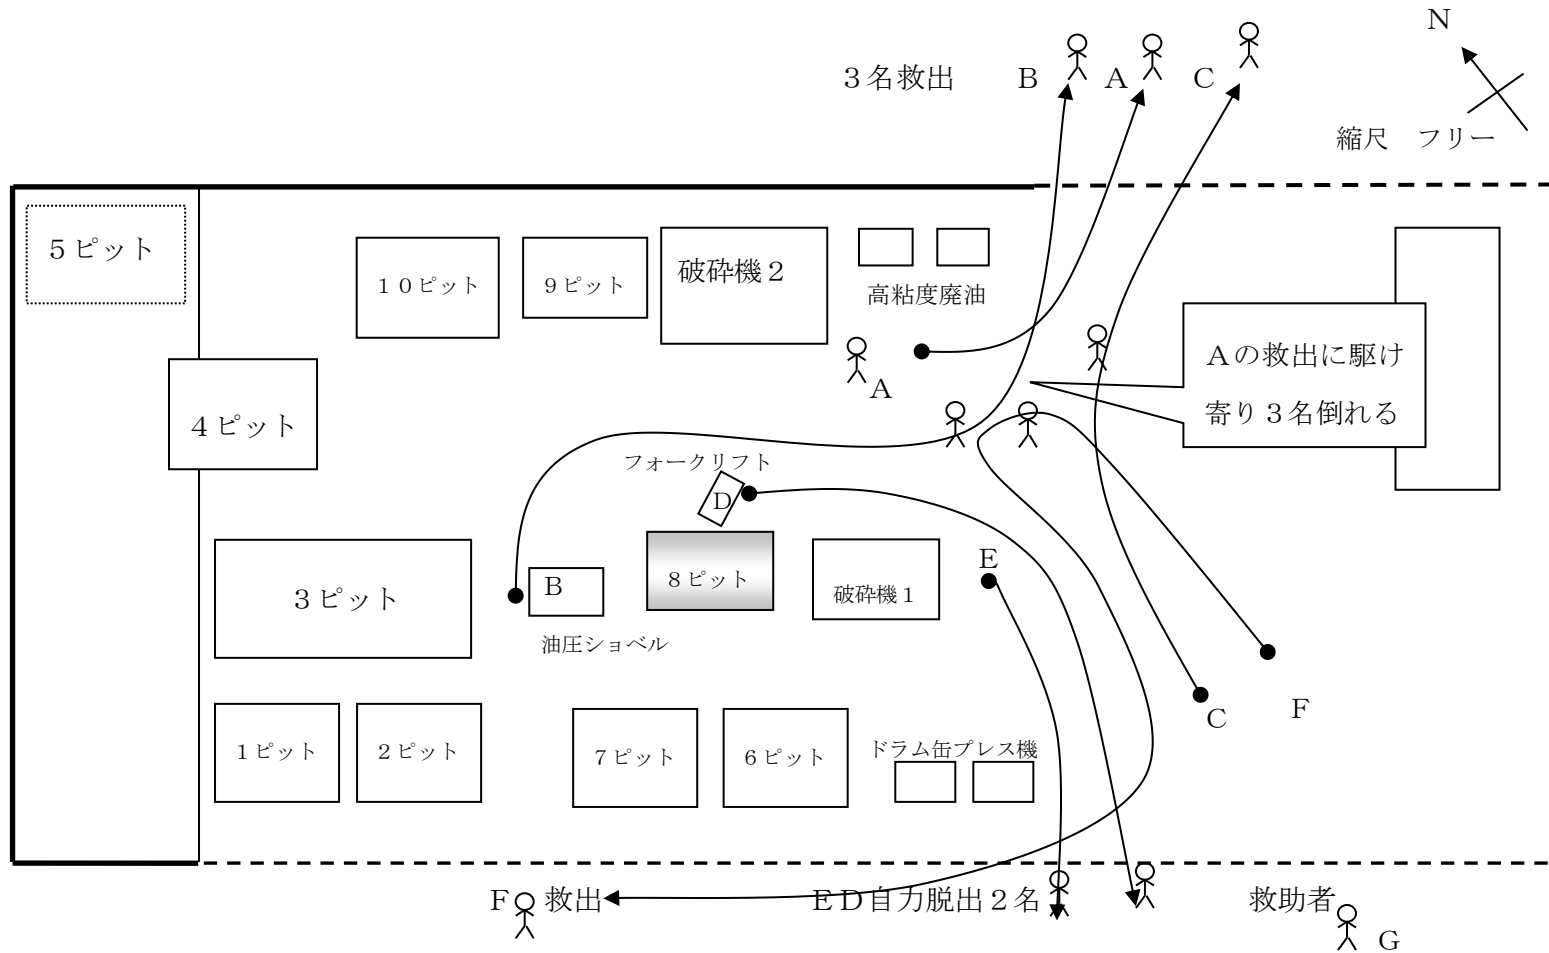 N
３名救出　Ｂ　Ａ　Ｃ
縮尺　フリー
５ピット
１０ピット
９ピット
破砕機２
高粘度廃油
Ａの救出に駆け
寄り３名倒れる
Ａ
４ピット
フォークリフト
Ｄ
Ｅ
３ピット
Ｂ
８ピット
破砕機１
油圧ショベル
Ｃ
Ｆ
１ピット
２ピット
７ピット
６ピット
ドラム缶プレス機
Ｆ　救出
ＥＤ自力脱出２名
救助者
Ｇ